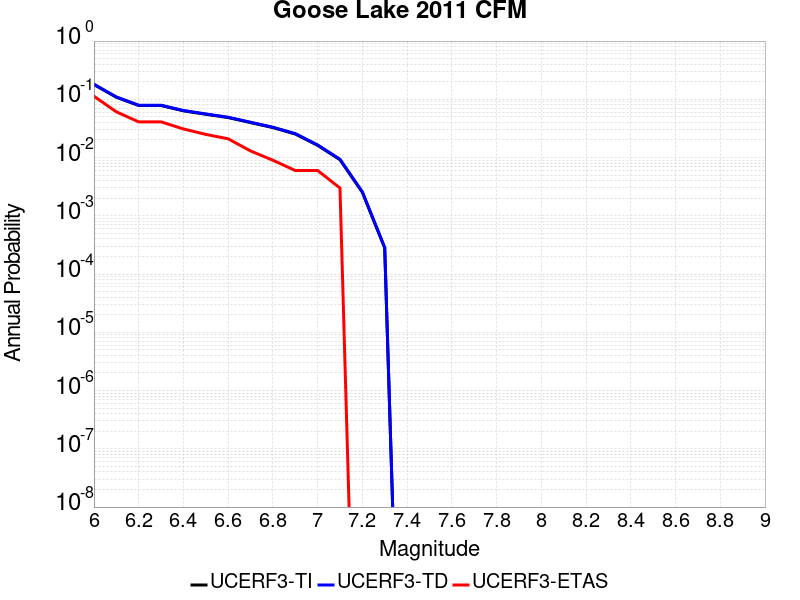 Goose Lake 2011 CFM
10^0
10^-1
10^-2
10^-3
10^-4
10^-5
10^-6
10^-7
10^-8
Annual Probability
6 6.2 6.4 6.6 6.8 7 7.2 7.4 7.6 7.8 8 8.2 8.4 8.6 8.8 9
Magnitude
UCERF3-TI UCERF3-TD UCERF3-ETAS